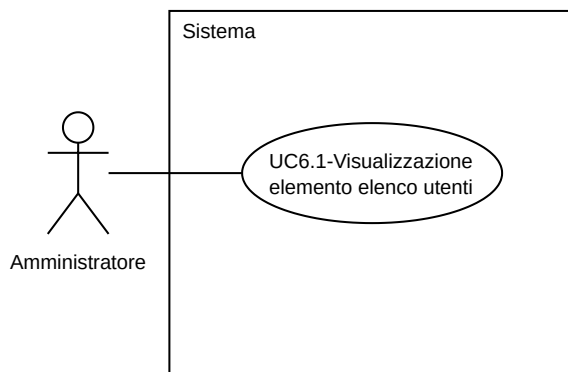 Sistema
UC6.1-Visualizzazione
elemento elenco utenti
Amministratore